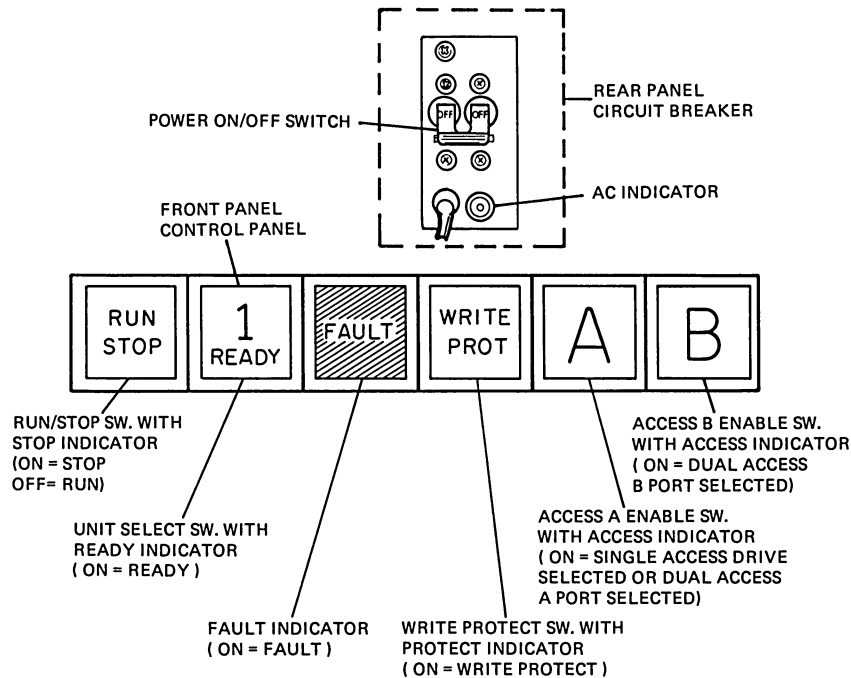 REAR PANEL
CIRCUIT BREAKER
OFF OFF
POWER ON/OFF SWITCH
AC INDICATOR
FRONT PANEL
CONTROL PANEL
RUN
STOP
1
READY
FAULT
WRITE
PROT
A
B
RUN/STOP SW. WITH
STOP INDICATOR
(ON = STOP
OFF= RUN)
UNIT SELECT SW. WITH
READY INDICATOR
( ON = READY )
FAULT INDICATOR
( ON = FAULT )
WRITE PROTECT SW. WITH
PROTECT INDICATOR
( ON = WRITE PROTECT )
ACCESS A ENABLE SW.
WITH ACCESS INDICATOR
( ON = SINGLE ACCESS DRIVE
SELECTED OR DUAL ACCESS
A PORT SELECTED)
ACCESS B ENABLE SW.
WITH ACCESS INDICATOR
( ON = DUAL ACCESS
B PORT SELECTED)